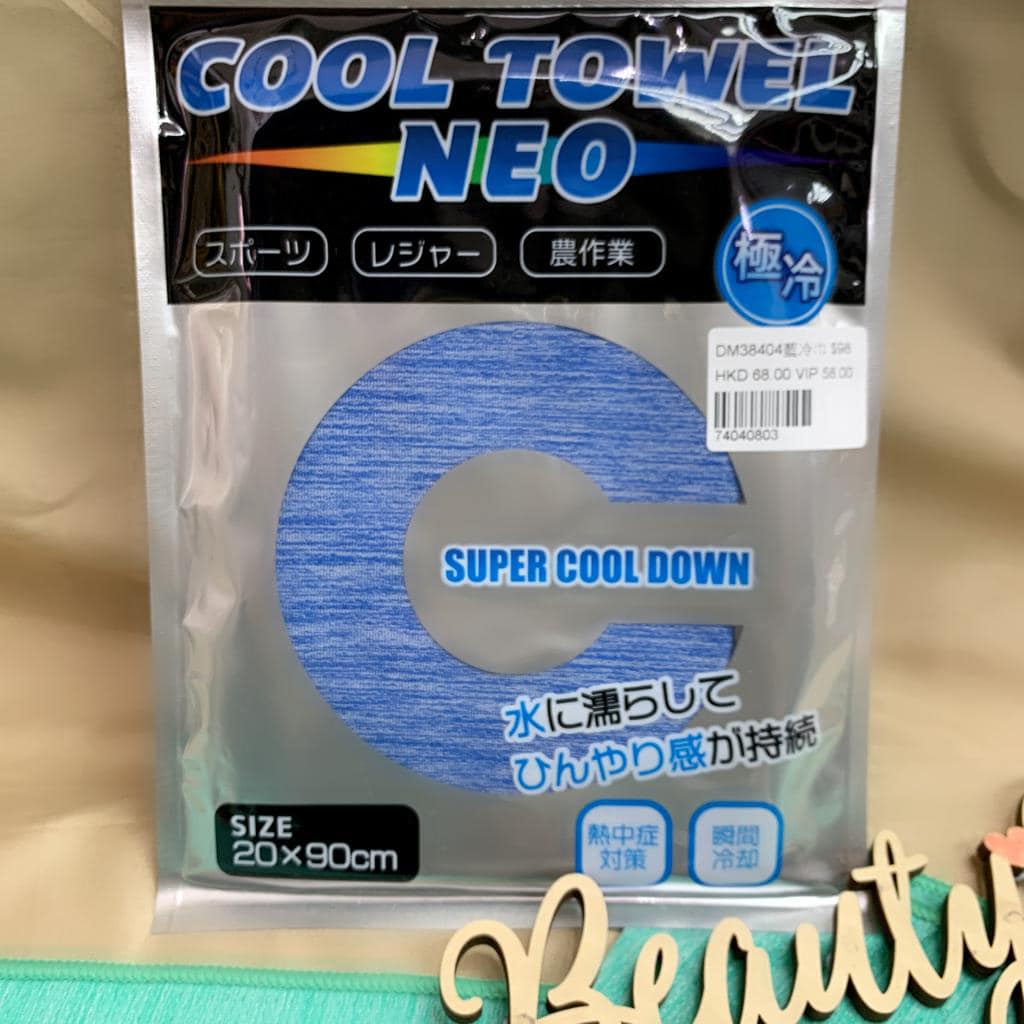 COOL TOWEL
NEO
スポーツ レジャー 農作業
極冷
DM38404藍冷巾 $98
HKD 68.00 VIP 58.00
74040803
SUPER COOL DOWN
水に濡らして
ひんやり感が持続
SIZE
20×90cm
熱中症
対策
瞬間
冷却
Beauty